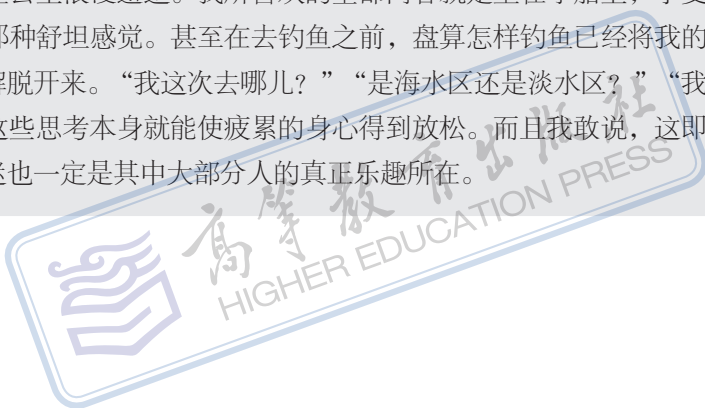 那种舒坦感觉。甚至在去钓鱼之前，盘算怎样钓鱼已经将我的
解脱开来。“我这次去哪儿？”“是海水区还是淡水区？”“我
这些思考本身就能使疲累的身心得到放松。而且我敢说，这即
迷也一定是其中大部分人的真正乐趣所在。
高等教育出版社
HIGHER EDUCATION PRESS